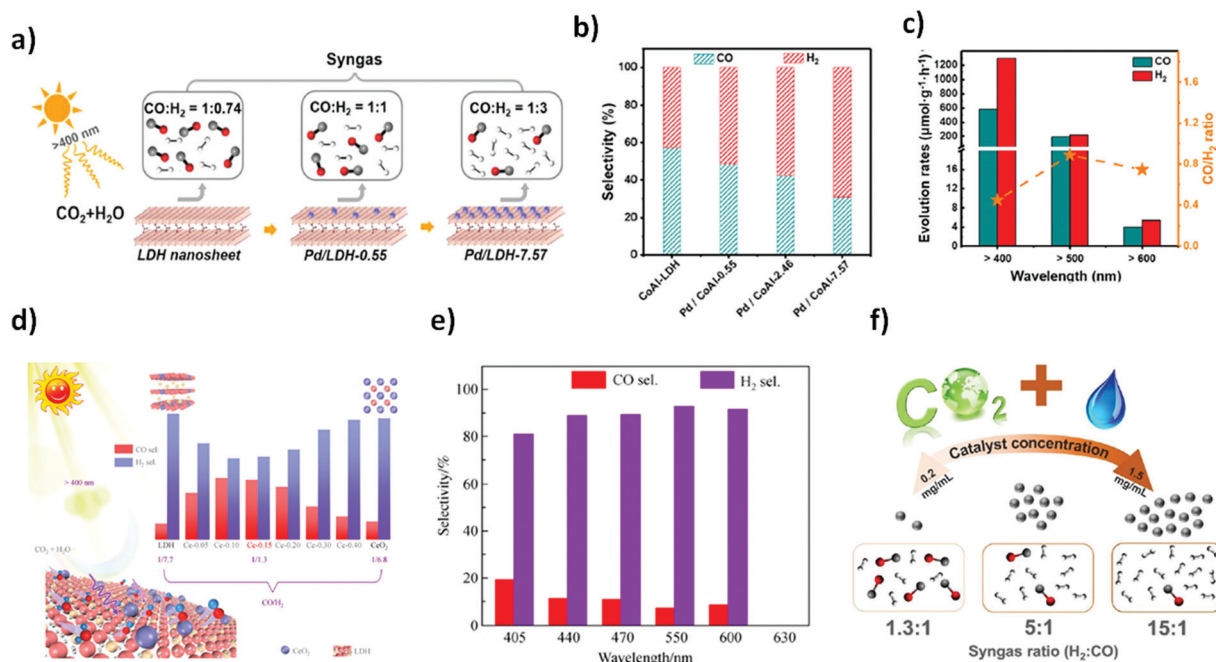 a)
Syngas
CO:H₂ = 1:0.74
CO:H₂ = 1:1
CO:H₂ = 1:3
>400 nm
CO₂+H₂O
LDH nanosheet
Pd/LDH-0.55
Pd/LDH-7.57
b)
CO
H₂
100
80
60
40
20
0
Selectivity (%)
CoAl-LDH
Pd / CoAl-0.55
Pd / CoAl-2.46
Pd / CoAl-7.57
c)
CO
H₂
1200
1000
800
600
400
200
16
12
8
4
0
Evolution rates (μmol·g⁻¹·h⁻¹)
1.8
1.2
0.6
0.0
CO/H₂ ratio
> 400
> 500
> 600
Wavelength (nm)
d)
CO sel.
H₂ sel.
> 400 nm
CO₂ + H₂O
LDH
Ce-0.05
Ce-0.10
Ce-0.15
Ce-0.20
Ce-0.30
Ce-0.40
CeO₂
1/7.7
1/1.3
1/6.8
CO/H₂
CeO₂
LDH
e)
CO sel.
H₂ sel.
100
80
60
40
20
0
Selectivity/%
405
440
470
550
600
630
Wavelength/nm
f)
CO₂
+
Catalyst concentration
0.2
mg/mL
1.5
mg/mL
1.3:1
5:1
15:1
Syngas ratio (H₂:CO)